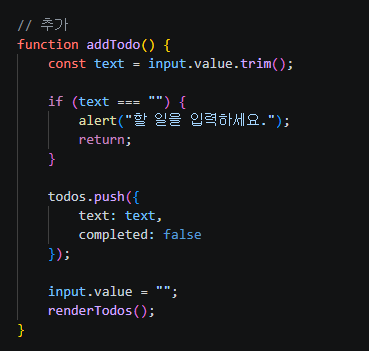 // 추가
function addTodo() {
    const text = input.value.trim();

    if (text === "") {
        alert("할 일을 입력하세요.");
        return;
    }

    todos.push({
        text: text,
        completed: false
    });

    input.value = "";
    renderTodos();
}